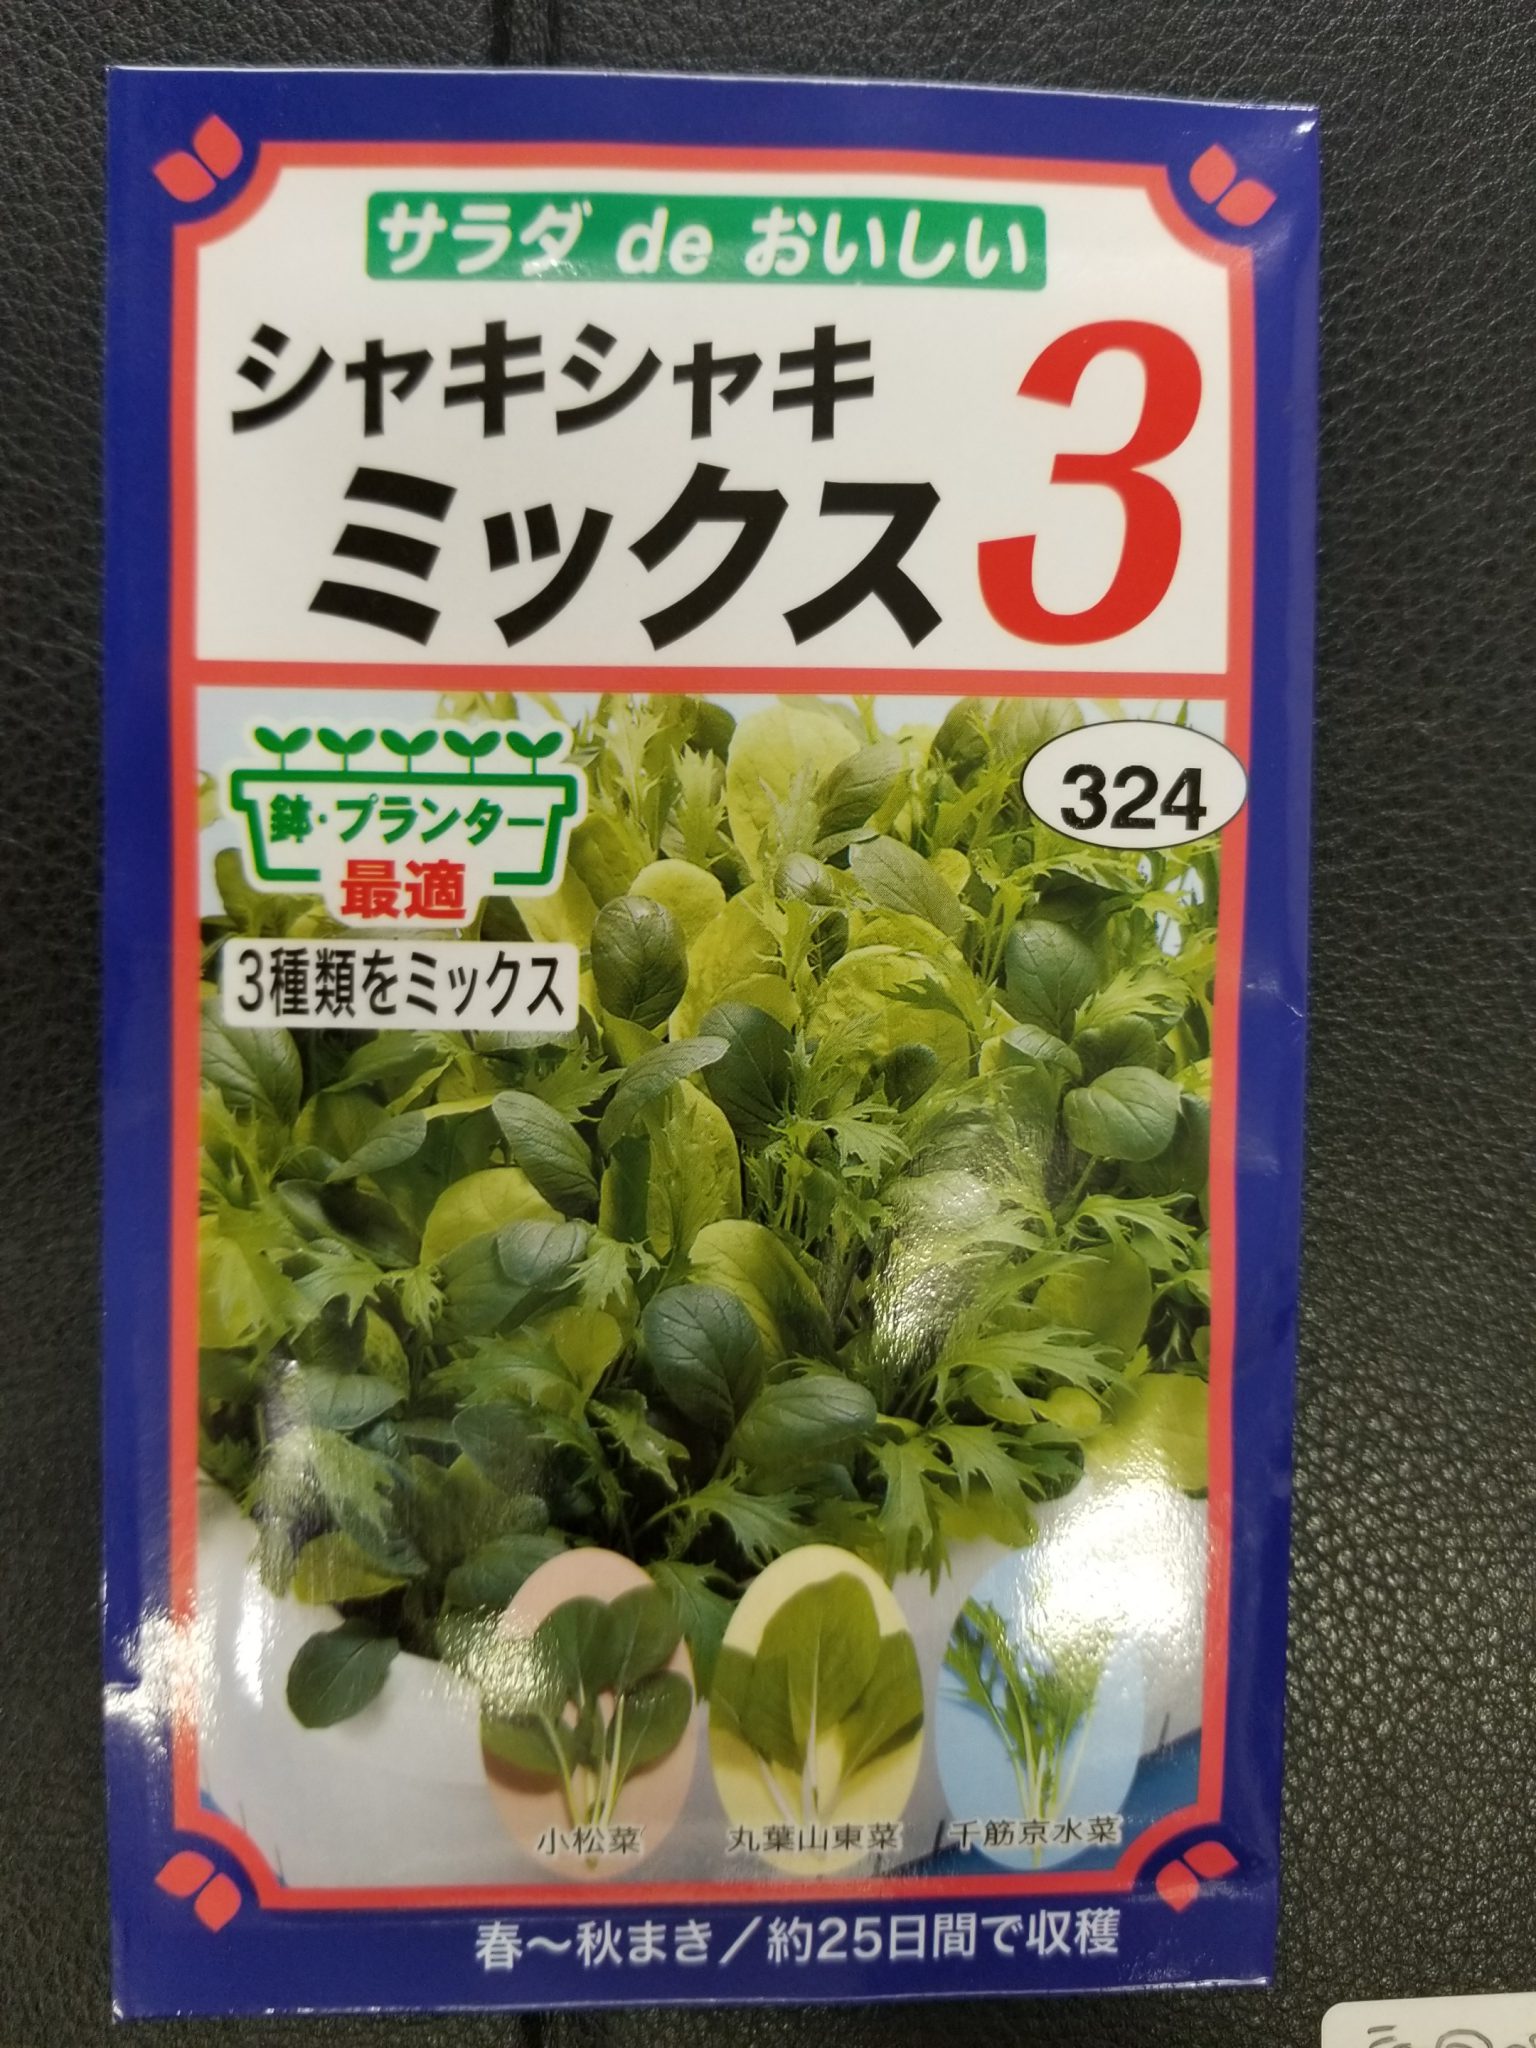 サラダ de おいしい
シャキシャキ
ミックス3
324
鉢・プランター
最適
3種類をミックス
小松菜
丸葉山東菜
千筋京水菜
春～秋まき／約25日間で収穫